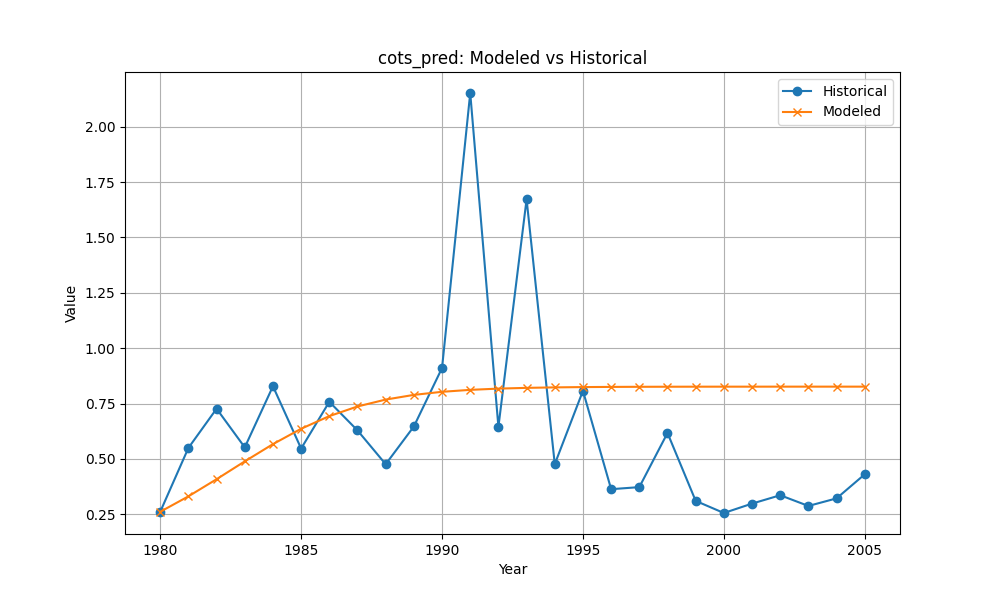 cots_pred: Modeled vs Historical
Historical
Modeled
Value
2.00
1.75
1.50
1.25
1.00
0.75
0.50
0.25
1980 1985 1990 1995 2000 2005
Year